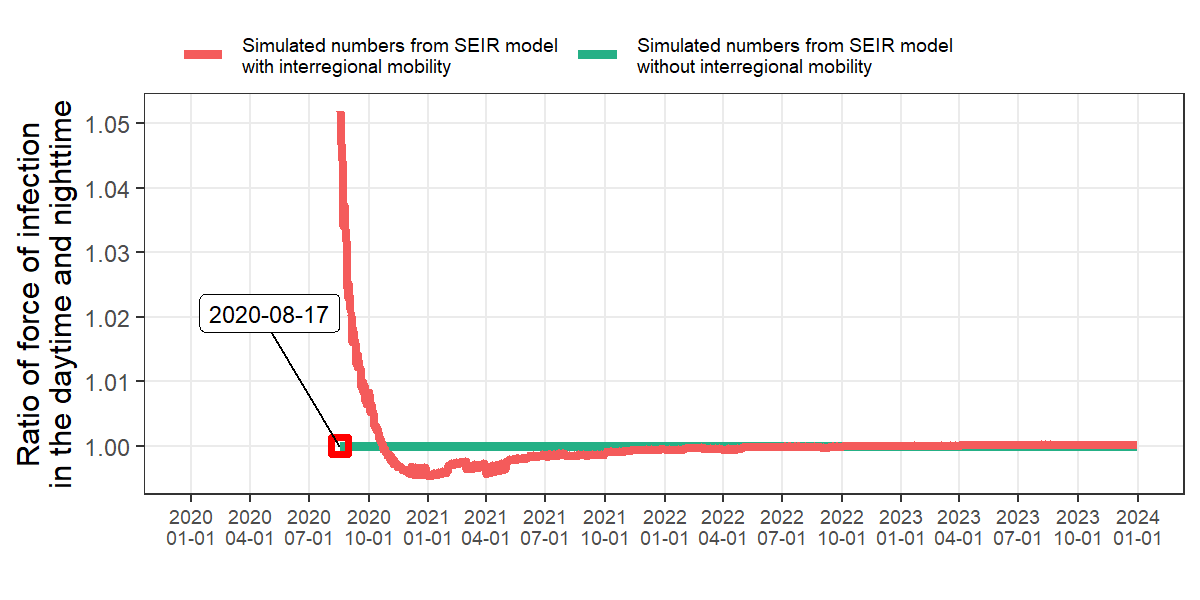 Simulated numbers from SEIR model
with interregional mobility
Simulated numbers from SEIR model
without interregional mobility
Ratio of force of infection
in the daytime and nighttime
1.05
1.04
1.03
1.02
1.01
1.00
2020-08-17
2020 2020 2020 2020 2021 2021 2021 2021 2022 2022 2022 2022 2023 2023 2023 2023 2024
01-01 04-01 07-01 10-01 01-01 04-01 07-01 10-01 01-01 04-01 07-01 10-01 01-01 04-01 07-01 10-01 01-01